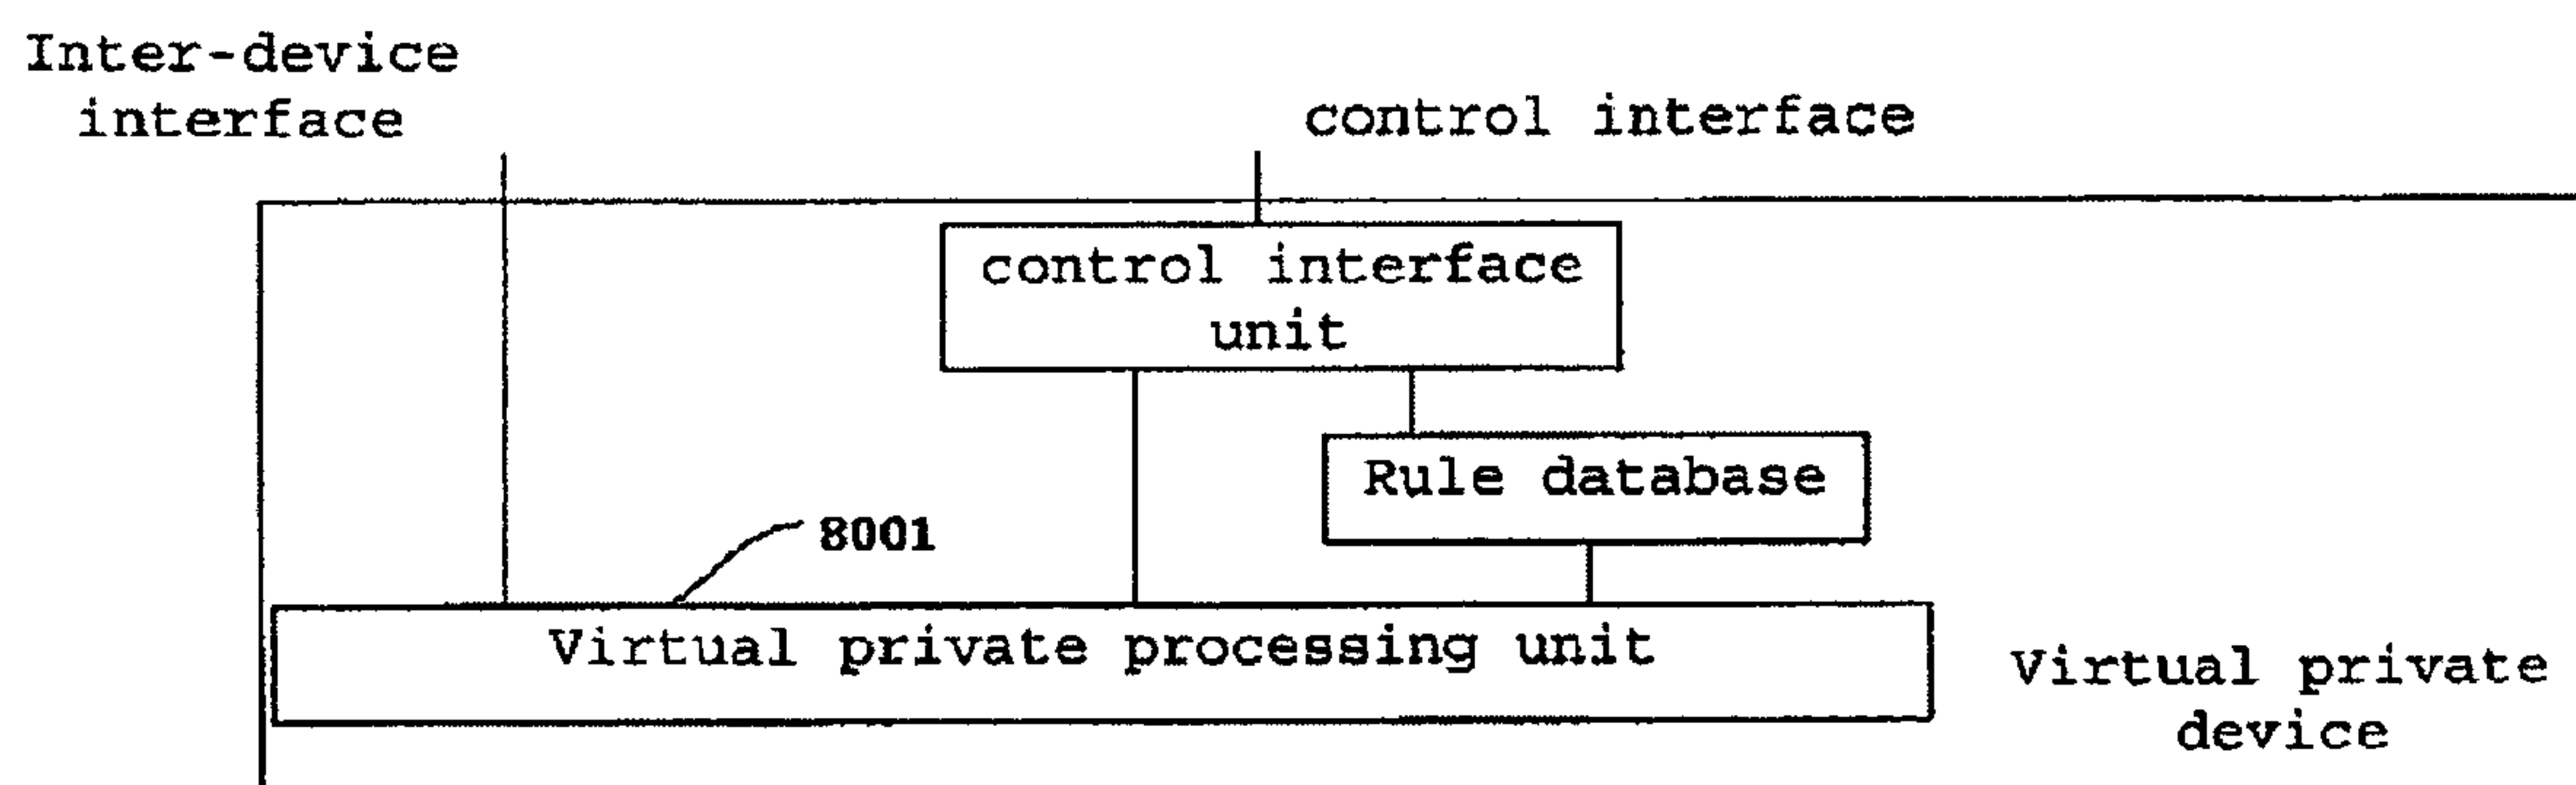 Inter-device
interface
control interface
control interface
unit
Rule database
8001
Virtual private processing unit
Virtual private
device